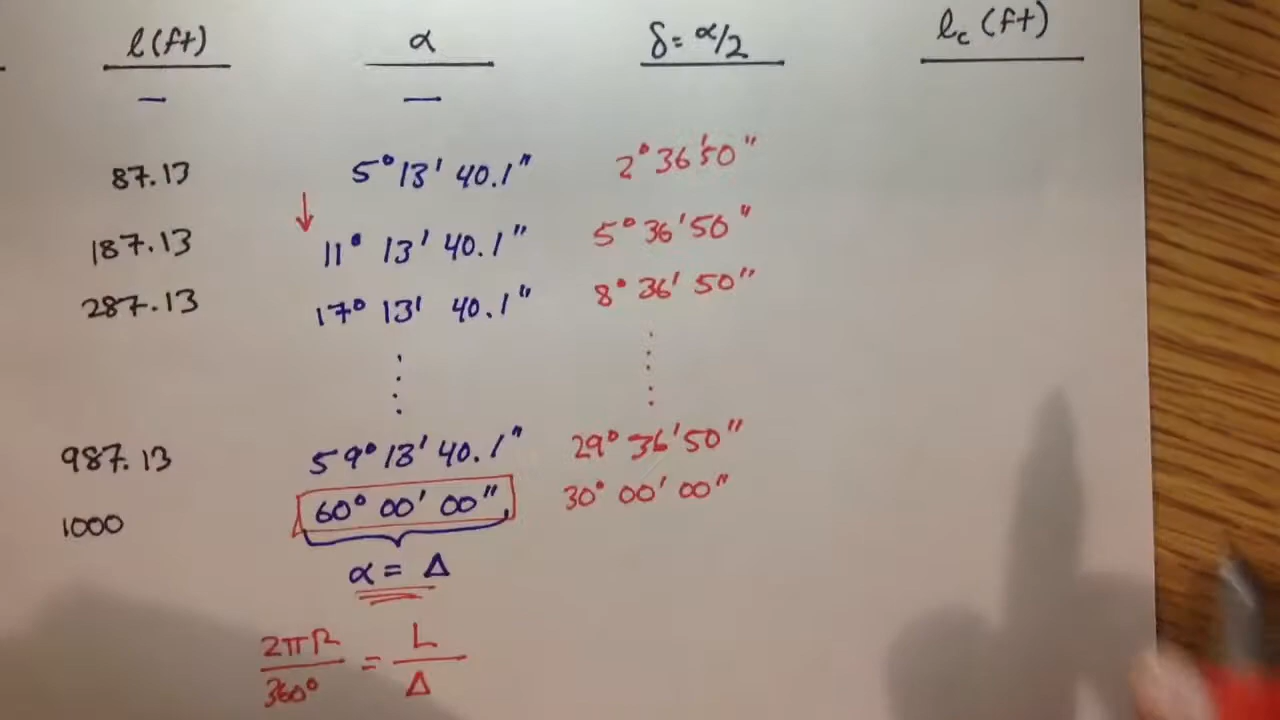 l (ft) α δ = α/2 lc (ft)
— —
87.13 5° 13' 40.1" 2° 36' 50"
187.13 11° 13' 40.1" 5° 36' 50"
287.13 17° 13' 40.1" 8° 36' 50"
987.13 59° 13' 40.1" 29° 36' 50"
1000 60° 00' 00" 30° 00' 00"
α = Δ
2πR/360° = L/Δ